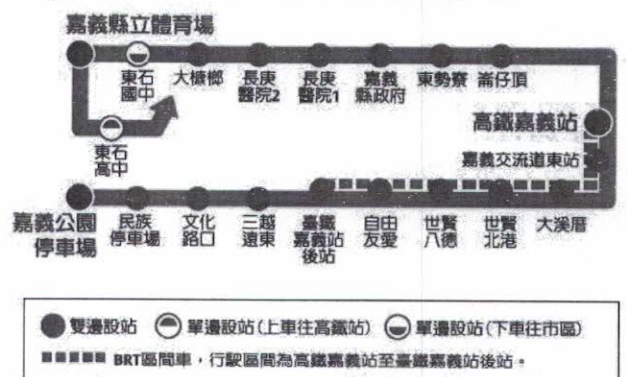 嘉義縣立體育場
東石
國中
大槺榔
長庚
醫院2
長庚
醫院1
嘉義
縣政府
東勢寮
崙仔頂
高鐵嘉義站
東石
高中
嘉義交流道東站
嘉義公園
停車場
民族
停車場
文化
路口
三越
遠東
臺鐵
嘉義站
後站
自由
友愛
世賢
八德
世賢
北港
大溪厝
雙邊設站 單邊設站(上車往高鐵站) 單邊設站(下車往市區)
BRT區間車,行駛區間為高鐵嘉義站至臺鐵嘉義站後站。